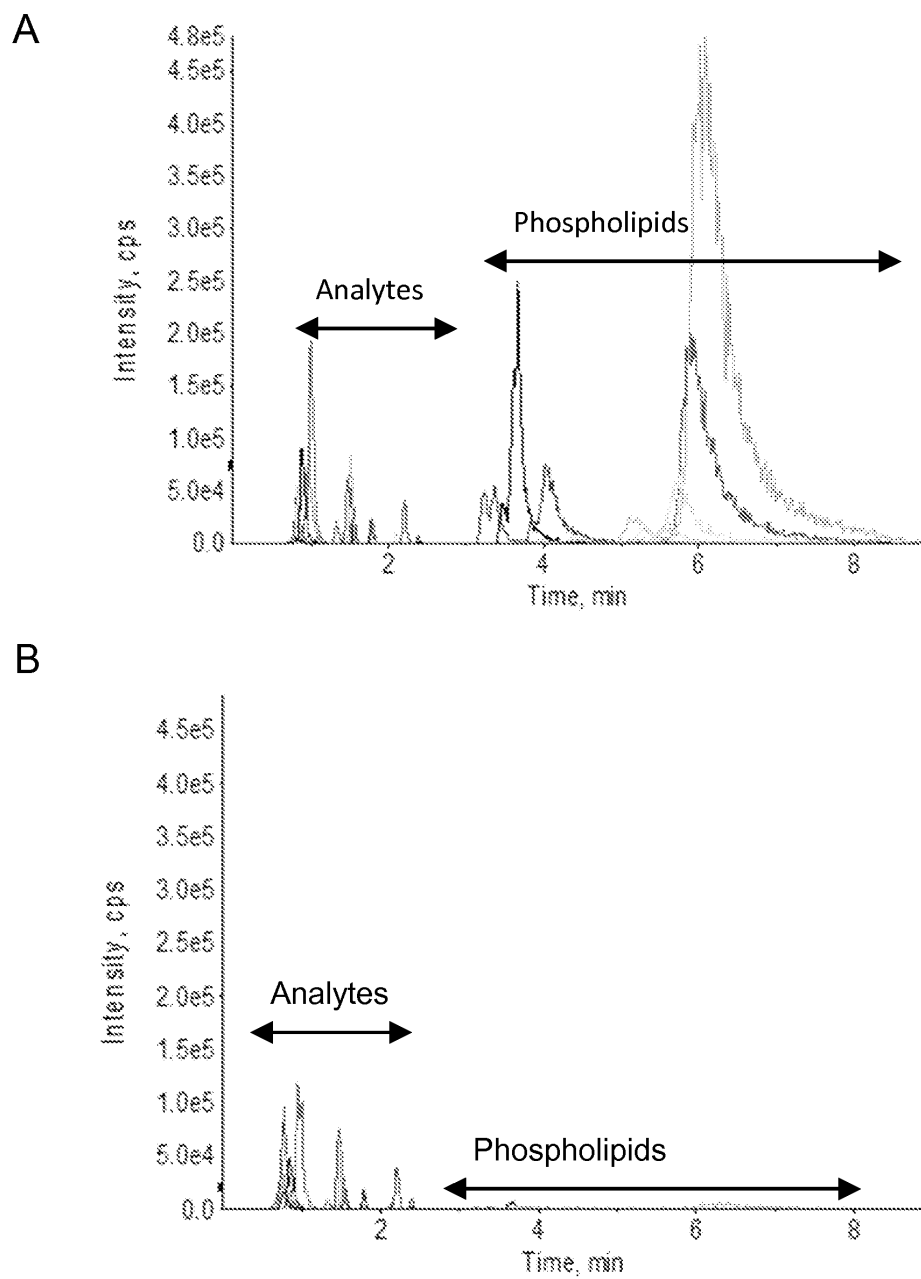 A
4.8e5
4.5e5
4.0e5
3.5e5
3.0e5
2.5e5
2.0e5
1.5e5
1.0e5
5.0e4
0.0
Intensity, cps
Phospholipids
Analytes
2 4 6 8
Time, min
B
4.5e5
4.0e5
3.5e5
3.0e5
2.5e5
2.0e5
1.5e5
1.0e5
5.0e4
0.0
Intensity, cps
Analytes
Phospholipids
2 4 6 8
Time, min